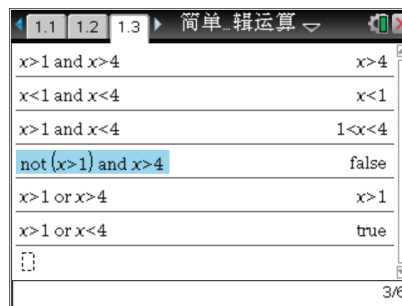 1.1 1.2 1.3 简单...辑运算
x>1 and x>4 x>4
x<1 and x<4 x<1
x>1 and x<4 1<x<4
not (x>1) and x>4 false
x>1 or x>4 x>1
x>1 or x<4 true
3/6